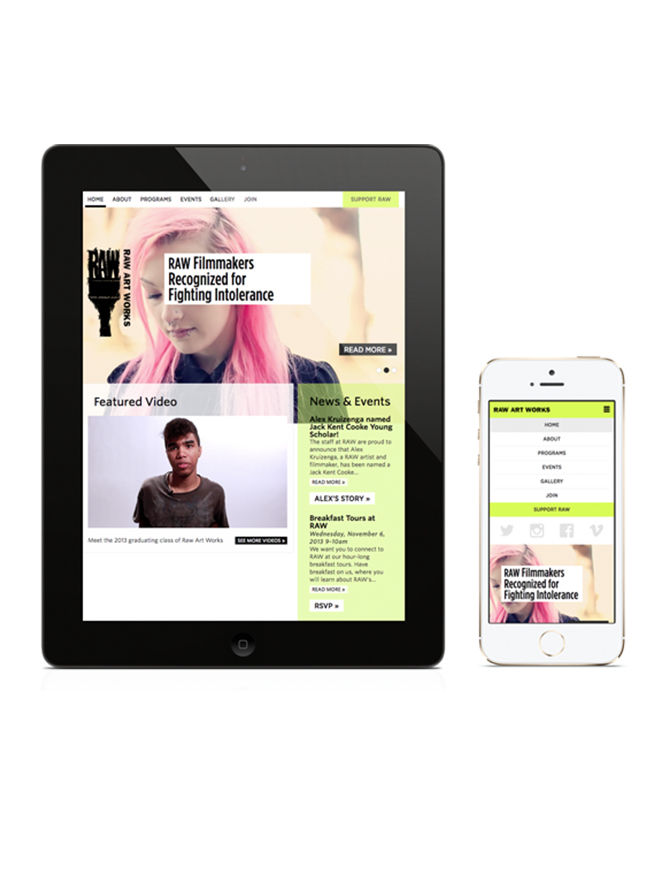 HOME ABOUT PROGRAMS EVENTS GALLERY JOIN SUPPORT RAW
RAW
RAW ART WORKS
RAW Filmmakers
Recognized for
Fighting Intolerance
READ MORE »
Featured Video
Meet the 2013 graduating class of Raw Art Works SEE MORE VIDEOS »
News & Events
Alex Kruizenga named
Jack Kent Cooke Young
Scholar!
The staff at RAW are proud to
announce that Alex
Kruizenga, a RAW artist and
filmmaker, has been named a
Jack Kent Cooke...
READ MORE »
ALEX'S STORY »
Breakfast Tours at
RAW
Wednesday, November 6,
2013 9-10am
We want you to connect to
RAW at our hour-long
breakfast tours. Have
breakfast on us, where you
will learn about RAW's...
READ MORE »
RSVP »
RAW ART WORKS
HOME
ABOUT
PROGRAMS
EVENTS
GALLERY
JOIN
SUPPORT RAW
RAW Filmmakers
Recognized for
Fighting Intolerance